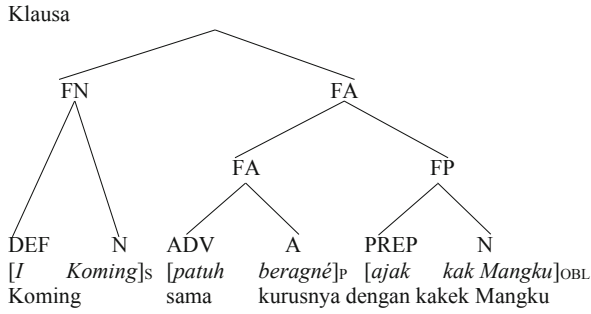 Klausa
FN FA
FA FP
DEF N ADV A PREP N
[I Koming]S [patuh beragné]P [ajak kak Mangku]OBL
Koming sama kurusnya dengan kakek Mangku